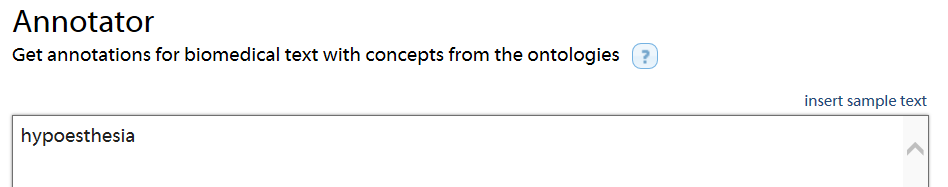 Annotator
Get annotations for biomedical text with concepts from the ontologies ?
insert sample text
hypoesthesia